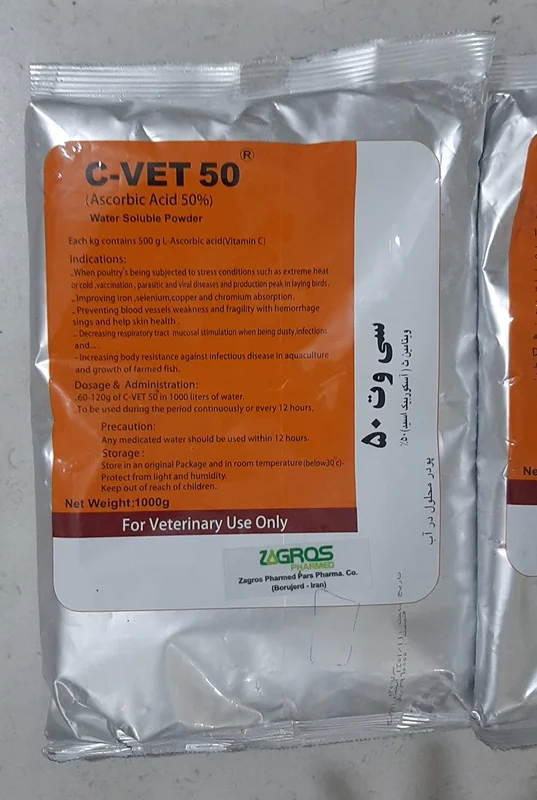 C-VET 50 ®
(Ascorbic Acid 50%)
Water Soluble Powder
Each kg contains 500 g L-Ascorbic acid(Vitamin C)
Indications:
-When poultry's being subjected to stress conditions such as extreme heat
or cold ,vaccination , parasitic and viral diseases and production peak in laying birds.
- Improving iron ,selenium,copper and chromium absorption.
- Preventing blood vessels weakness and fragility with hemorrhage
sings and help skin health .
- Decreasing respiratory tract mucosal stimulation when being dusty,infections
and... .
- Increasing body resistance against infectious disease in aquaculture
and growth of farmed fish.
Dosage & Administration:
.60-120g of C-VET 50 in 1000 liters of water.
.To be used during the period continuously or every 12 hours.
Precaution:
Any medicated water should be used within 12 hours.
Storage :
Store in an original Package and in room temperature (below30°c)-
Protect from light and humidity.
Keep out of reach of children.
Net Weight:1000g
For Veterinary Use Only
ZAGROS
PHARMED
Zagros Pharmed Pars Pharma. Co.
(Borujerd - Iran)
سی وت ۵۰
ویتامین ث ( آسکوربیک اسید) ۵۰٪
پودر محلول در آب
Ne